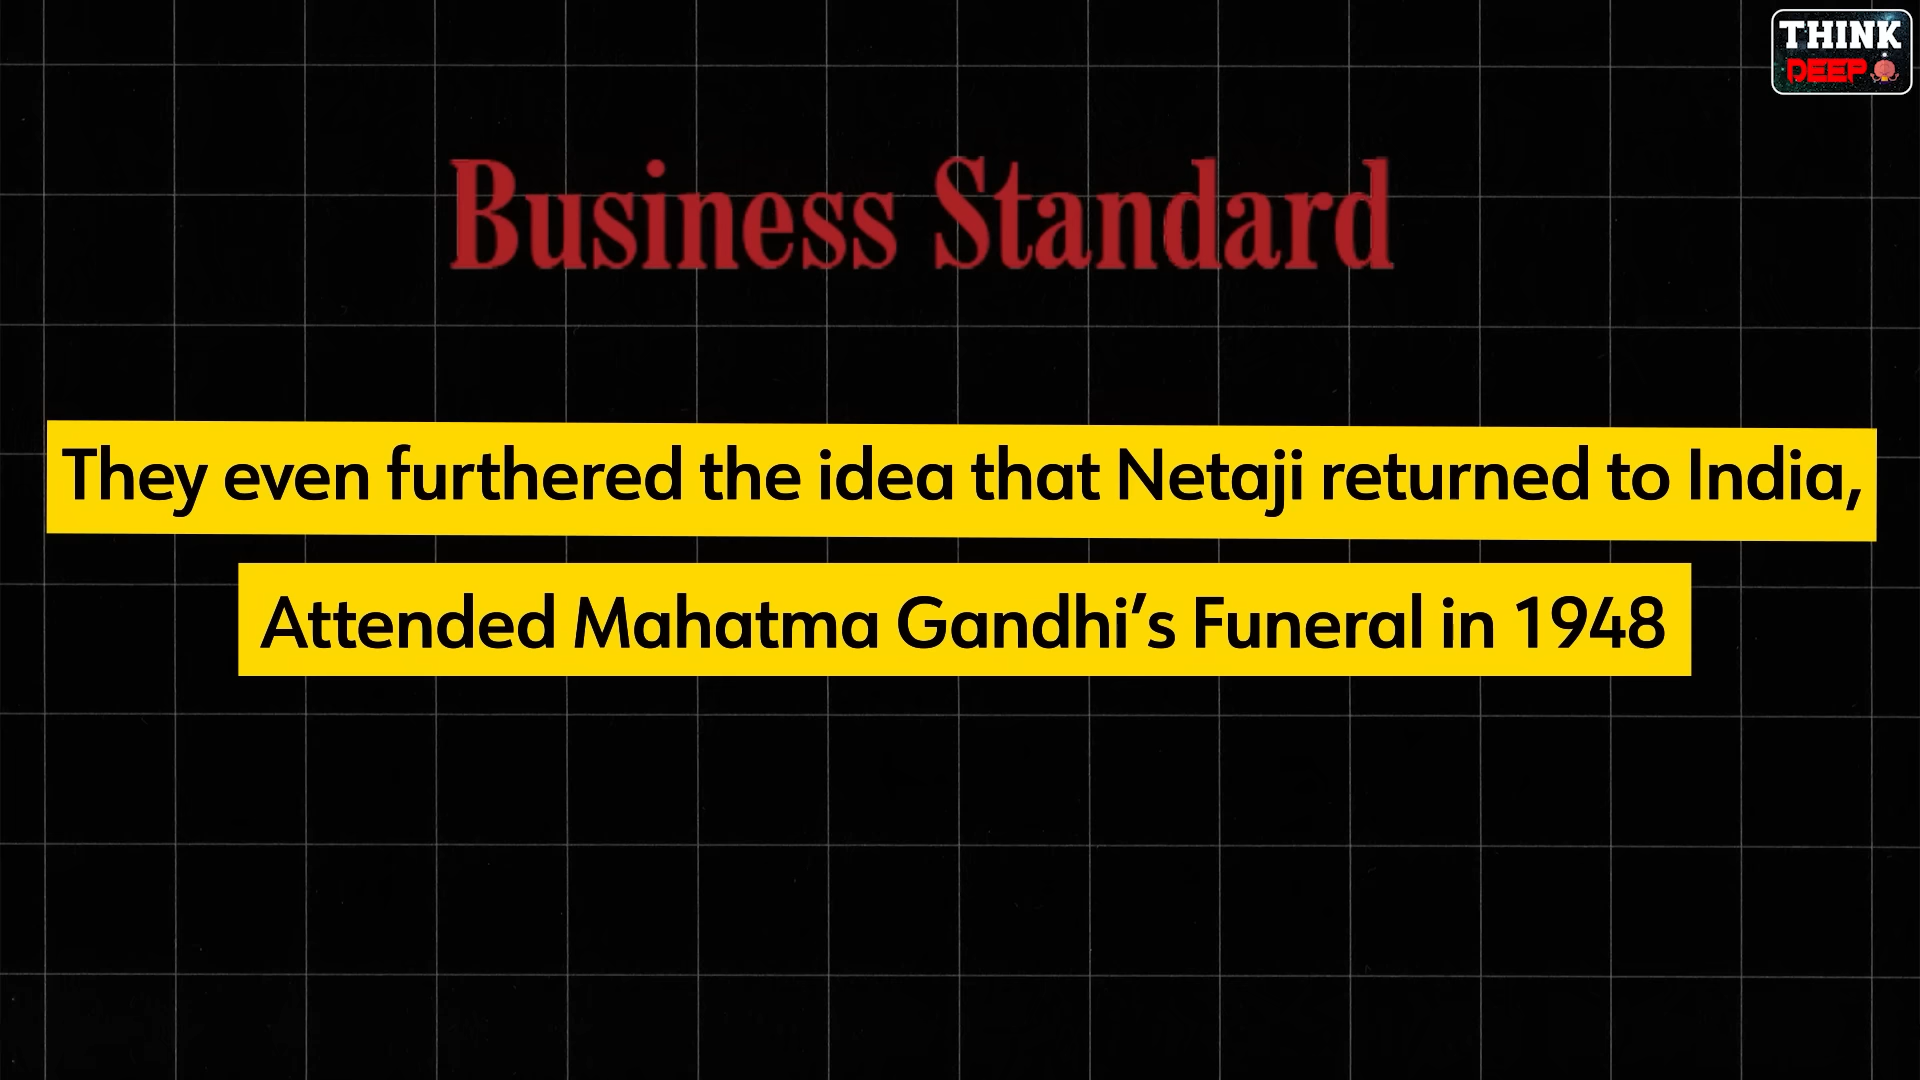 THINK
DEEP
Business Standard
They even furthered the idea that Netaji returned to India,
Attended Mahatma Gandhi’s Funeral in 1948